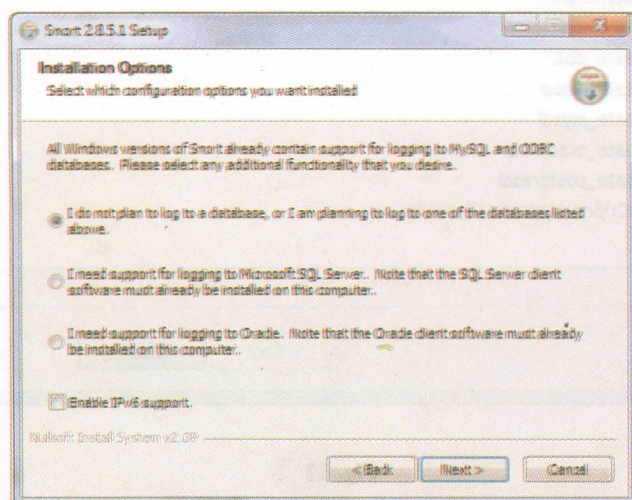 Snort 2.8.5.1 Setup
Installation Options
Select which configuration options you want installed
All Windows versions of Snort already contain support for logging to MySQL and ODBC
databases. Please select any additional functionality that you desire.
I do not plan to log to a database, or I am planning to log to one of the databases listed
above.
I need support for logging to Microsoft SQL Server. Note that the SQL Server client
software must already be installed on this computer.
I need support for logging to Oracle. Note that the Oracle client software must already
be installed on this computer.
Enable IPv6 support.
Nullsoft Install System v2.09
< Back
Next >
Cancel